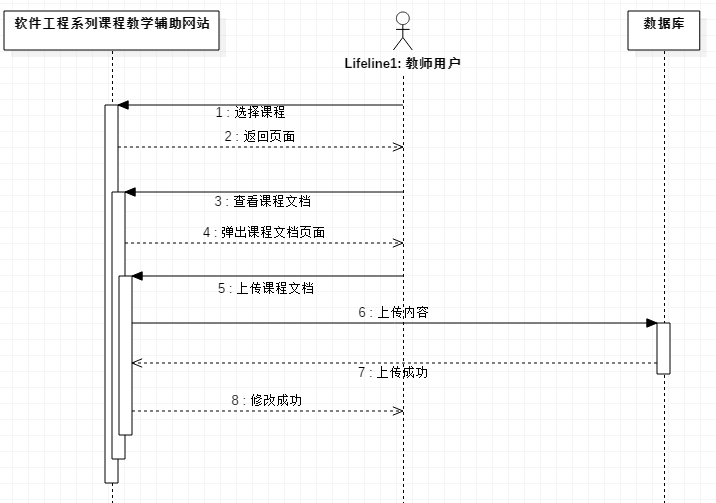 软件工程系列课程教学辅助网站
Lifeline1: 教师用户
数据库
1 : 选择课程
2 : 返回页面
3 : 查看课程文档
4 : 弹出课程文档页面
5 : 上传课程文档
6 : 上传内容
7 : 上传成功
8 : 修改成功